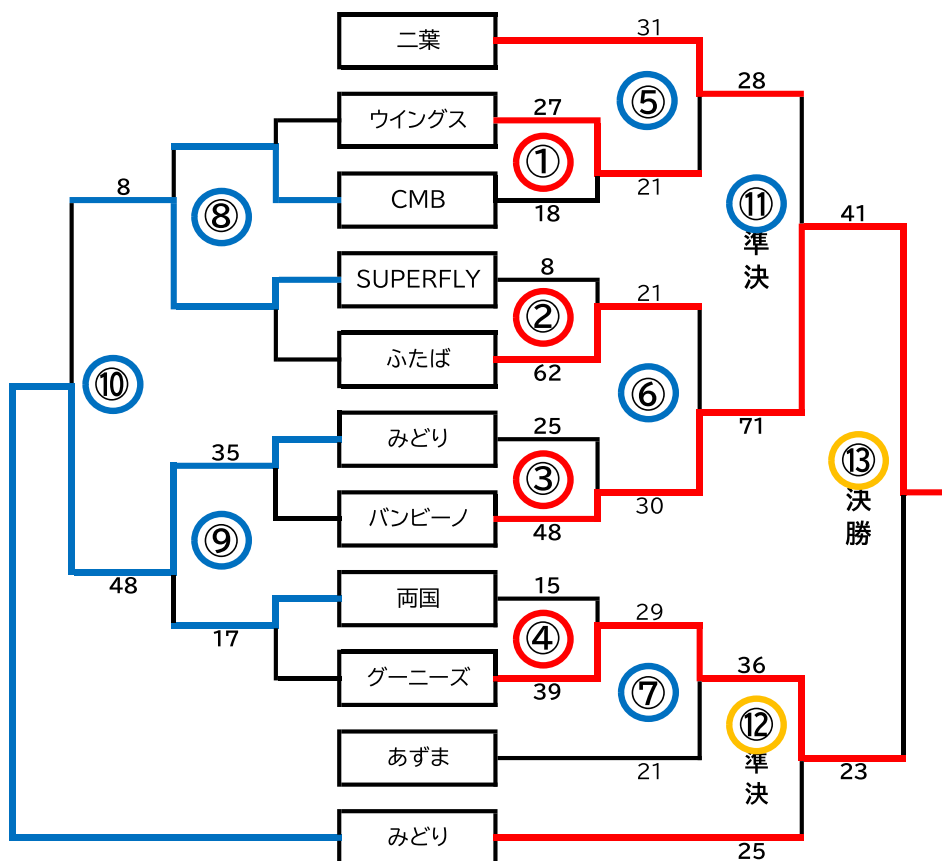 二葉
31
⑤
28
ウイングス
27
①
21
8
⑧
CMB
18
⑪
準
決
41
SUPERFLY
8
②
21
ふたば
62
⑥
⑩
みどり
25
71
35
③
⑬
決
勝
バンビーノ
48
30
⑨
48
両国
15
17
④
29
グーニーズ
39
⑦
36
⑫
準
決
あずま
21
23
みどり
25